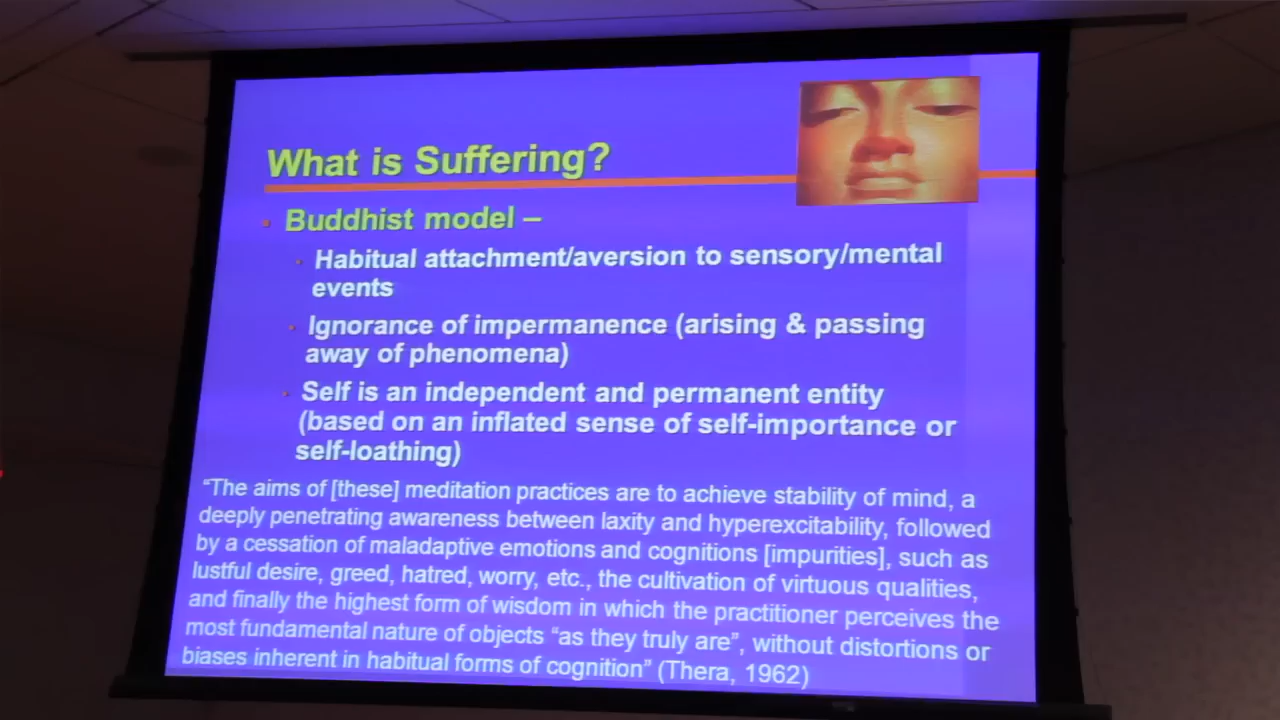 What is Suffering?
Buddhist model –
Habitual attachment/aversion to sensory/mental
events
Ignorance of impermanence (arising & passing
away of phenomena)
Self is an independent and permanent entity
(based on an inflated sense of self-importance or
self-loathing)
“The aims of [these] meditation practices are to achieve stability of mind, a
deeply penetrating awareness between laxity and hyperexcitability, followed
by a cessation of maladaptive emotions and cognitions [impurities], such as
lustful desire, greed, hatred, worry, etc., the cultivation of virtuous qualities,
and finally the highest form of wisdom in which the practitioner perceives the
most fundamental nature of objects “as they truly are”, without distortions or
biases inherent in habitual forms of cognition” (Thera, 1962)